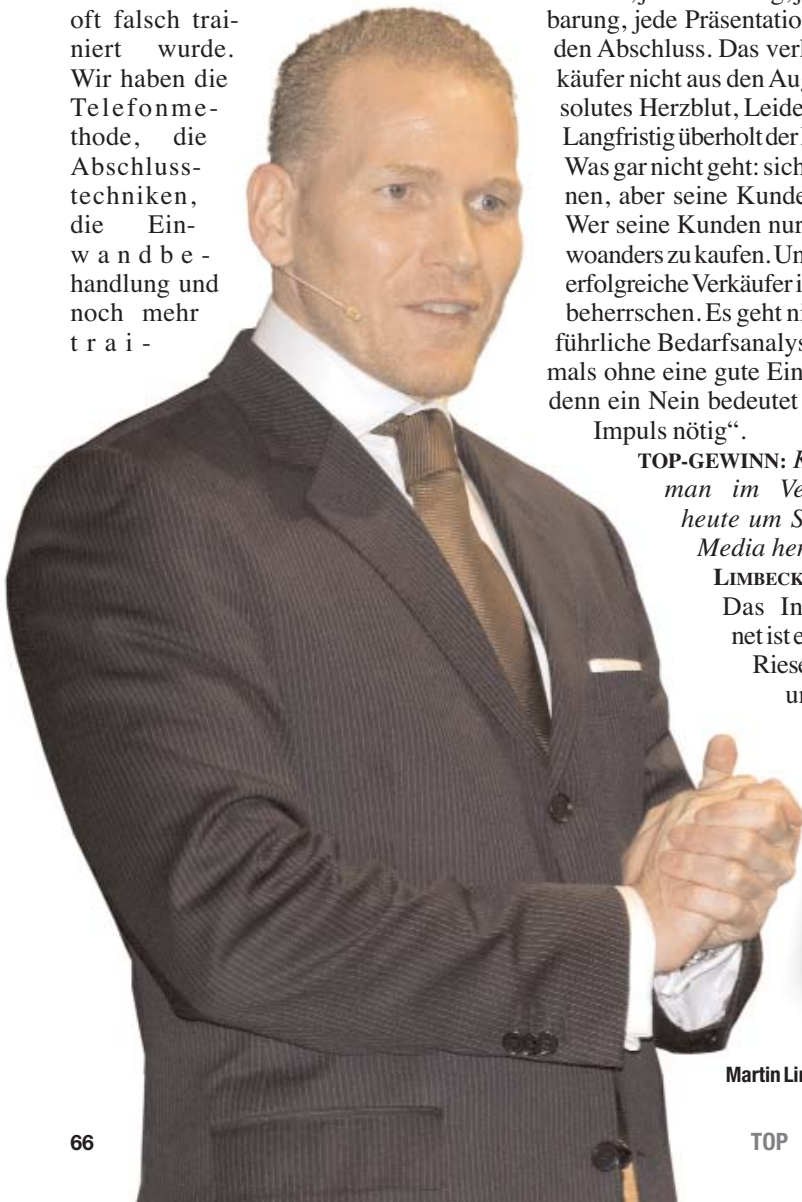 oft falsch trai-
niert wurde.
Wir haben die
Telefonme-
thode, die
Abschluss-
techniken,
die Ein-
wandbe-
handlung und
noch mehr
trai-
barung, jede Präsentatio
den Abschluss. Das verl
käufer nicht aus den Aug
solutes Herzblut, Leide
Langfristig überholt der
Was gar nicht geht: sich
nen, aber seine Kunde
Wer seine Kunden nur
woanders zu kaufen. Un
erfolgreiche Verkäufer i
beherrschen. Es geht ni
führliche Bedarfsanalys
mals ohne eine gute Ein
denn ein Nein bedeutet
Impuls nötig“.
TOP-GEWINN: K
man im Ve
heute um S
Media her
LIMBECK
Das In
net ist e
Riese
un
Martin Lin
66
TOP